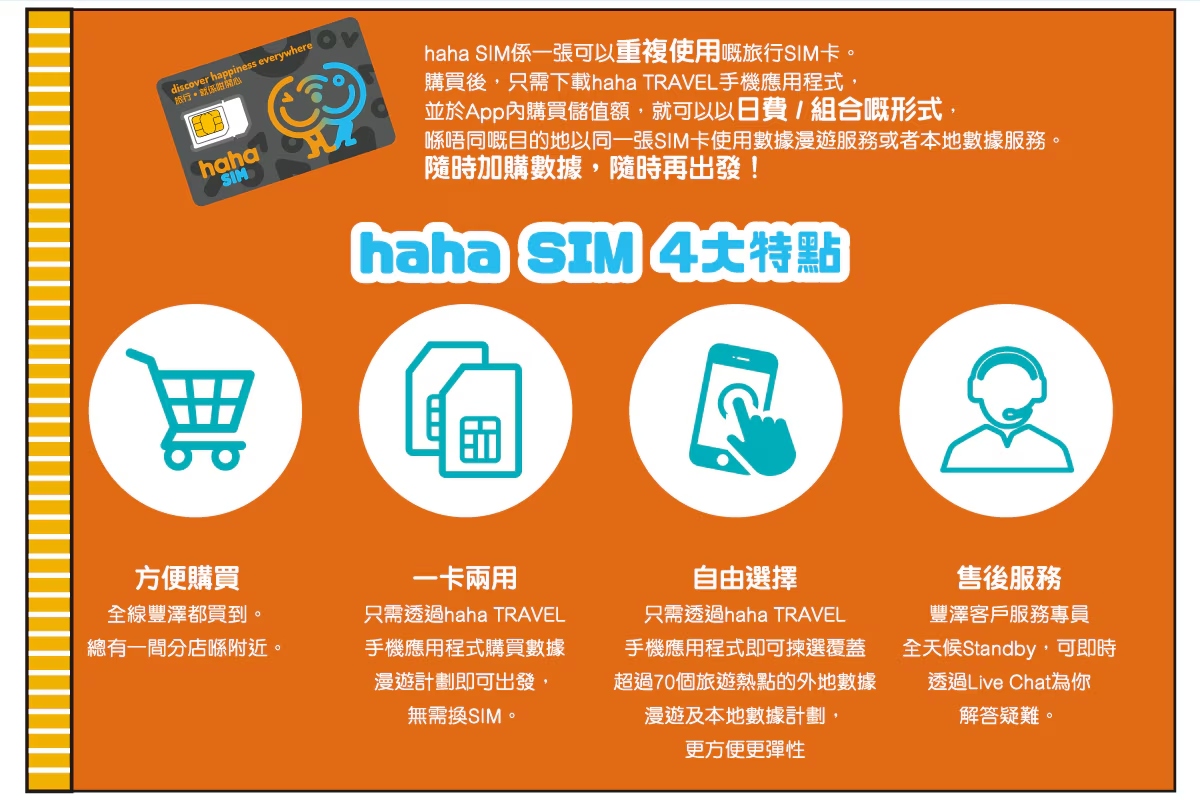 haha SIM係一張可以重複使用嘅旅行SIM卡。
購買後，只需下載haha TRAVEL手機應用程式，
並於App內購買儲值額，就可以以日費 / 組合嘅形式，
喺唔同嘅目的地以同一張SIM卡使用數據漫遊服務或者本地數據服務。
隨時加購數據，隨時再出發！
discover happiness everywhere
旅行·就係咁開心
haha
SIM
haha SIM 4大特點
方便購買
全線豐澤都買到。
總有一間分店喺附近。
一卡兩用
只需透過haha TRAVEL
手機應用程式購買數據
漫遊計劃即可出發，
無需換SIM。
自由選擇
只需透過haha TRAVEL
手機應用程式即可揀選覆蓋
超過70個旅遊熱點的外地數據
漫遊及本地數據計劃，
更方便更彈性
售後服務
豐澤客戶服務專員
全天候Standby，可即時
透過Live Chat為你
解答疑難。